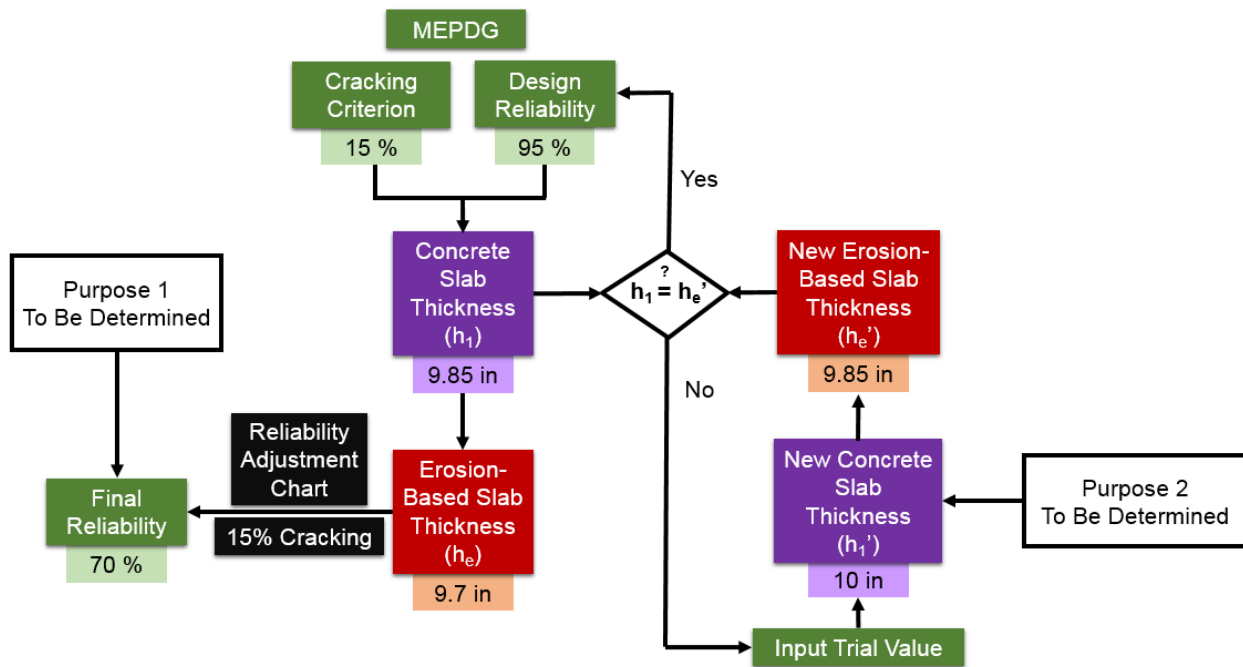 MEPDG
Cracking
Criterion
15 %
Design
Reliability
95 %
Yes
Concrete
Slab
Thickness
(h₁)
9.85 in
?
h₁ = hₑ’
New Erosion-
Based Slab
Thickness
(hₑ’)
9.85 in
Purpose 1
To Be Determined
No
Reliability
Adjustment
Chart
15% Cracking
Erosion-
Based Slab
Thickness
(hₑ)
9.7 in
Final
Reliability
70 %
New Concrete
Slab
Thickness
(h₁’)
10 in
Purpose 2
To Be Determined
Input Trial Value